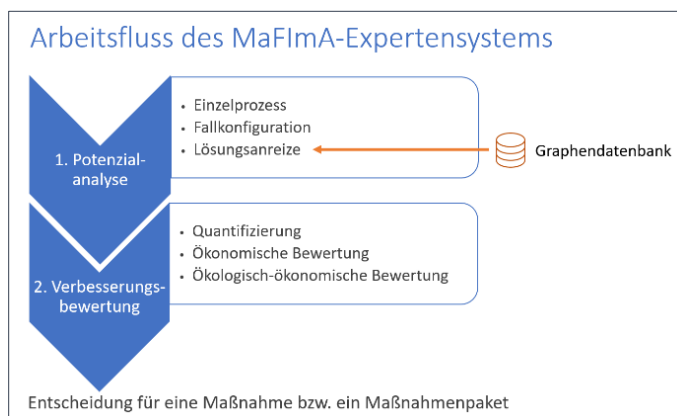 Arbeitsfluss des MaFImA-Expertensystems
1. Potenzial-
analyse
• Einzelprozess
• Fallkonfiguration
• Lösungsanreize
Graphendatenbank
2. Verbesserungs-
bewertung
• Quantifizierung
• Ökonomische Bewertung
• Ökologisch-ökonomische Bewertung
Entscheidung für eine Maßnahme bzw. ein Maßnahmenpaket